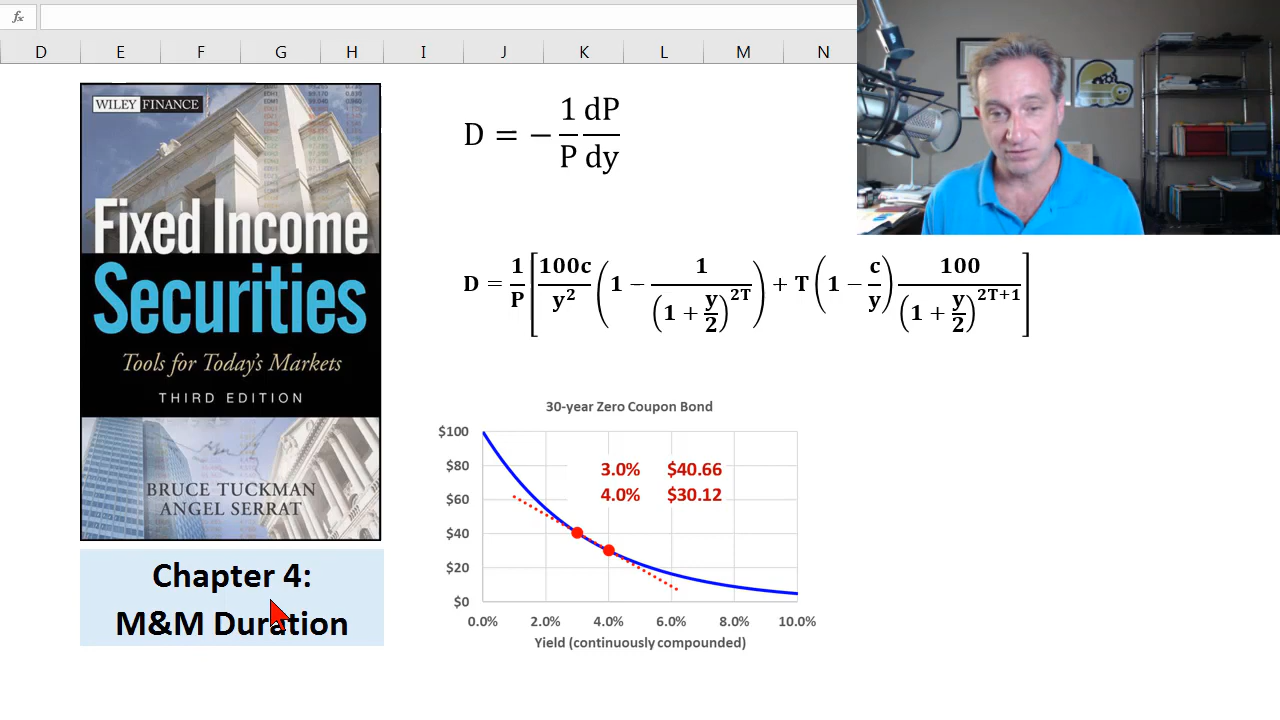 fx
D E F G H I J K L M N
WILEY FINANCE
Fixed Income
Securities
Tools for Today's Markets
THIRD EDITION
BRUCE TUCKMAN
ANGEL SERRAT
Chapter 4:
M&M Duration
D = − 1/P dP/dy
D = 1/P [ 100c/y² ( 1 − 1/(1 + y/2)^2T ) + T ( 1 − c/y ) 100/(1 + y/2)^2T+1 ]
30-year Zero Coupon Bond
$100
$80
$60
$40
$20
$0
3.0% $40.66
4.0% $30.12
0.0% 2.0% 4.0% 6.0% 8.0% 10.0%
Yield (continuously compounded)